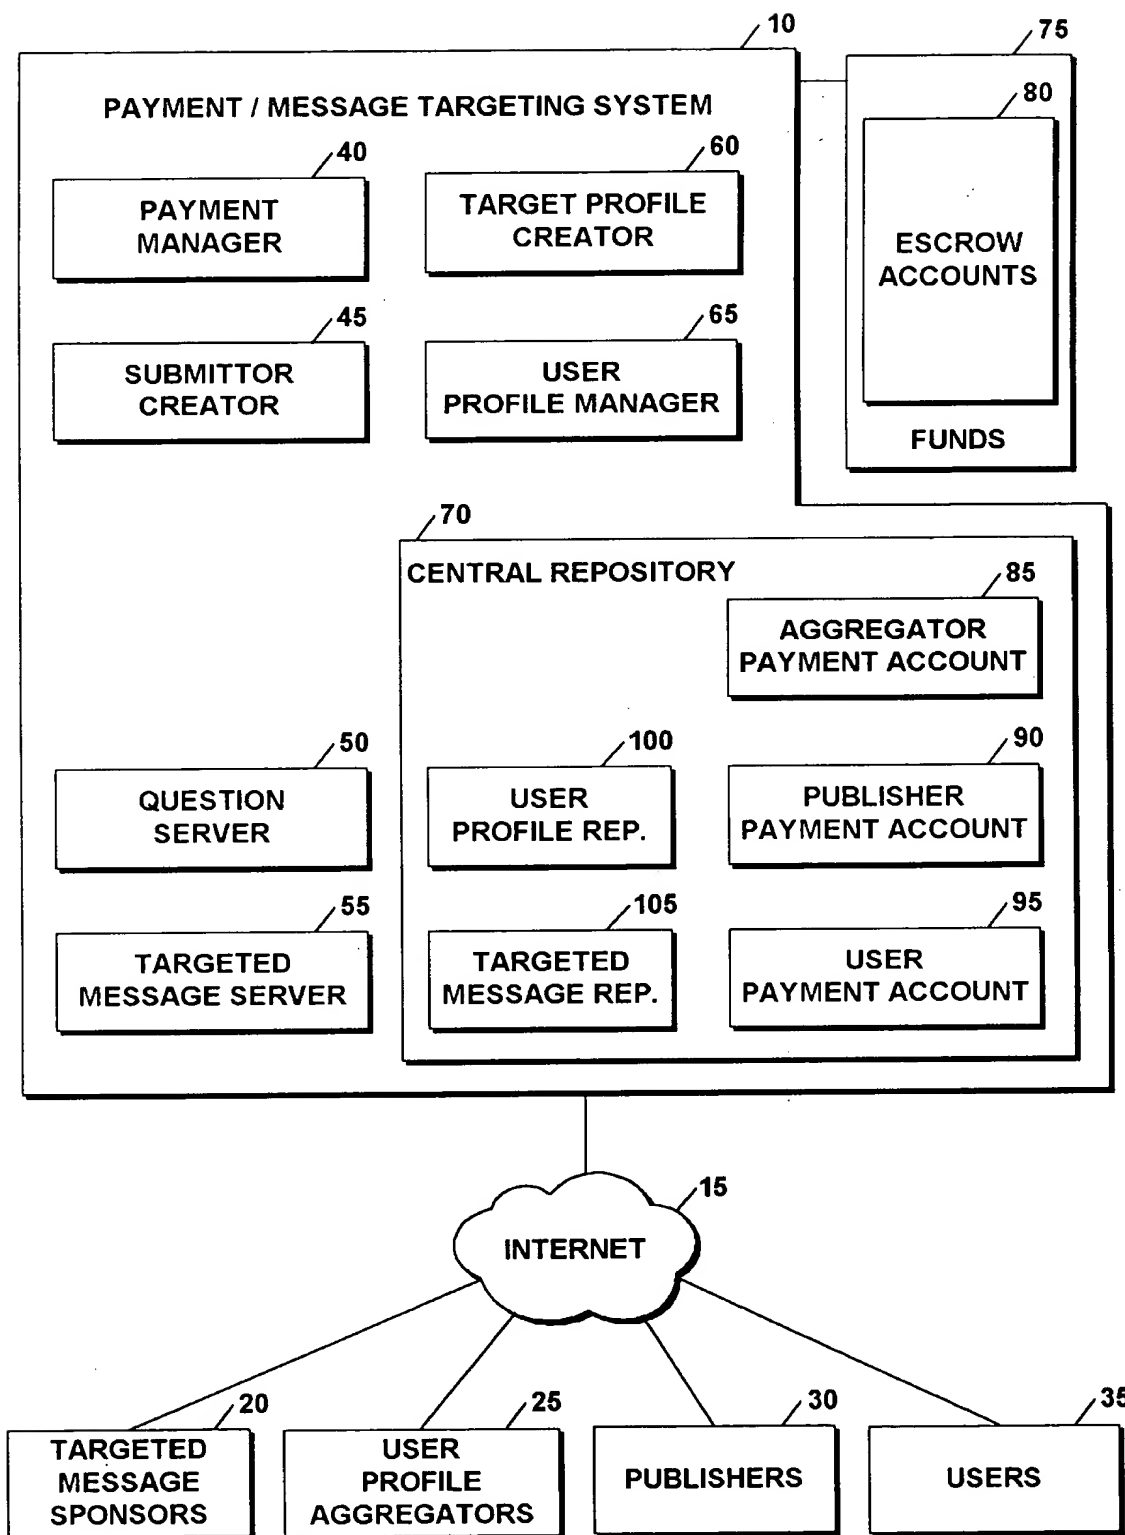 10
75
PAYMENT / MESSAGE TARGETING SYSTEM
80
40
60
PAYMENT
MANAGER
TARGET PROFILE
CREATOR
ESCROW
ACCOUNTS
45
65
SUBMITTOR
CREATOR
USER
PROFILE MANAGER
FUNDS
70
CENTRAL REPOSITORY
85
AGGREGATOR
PAYMENT ACCOUNT
50
100
90
QUESTION
SERVER
USER
PROFILE REP.
PUBLISHER
PAYMENT ACCOUNT
55
105
95
TARGETED
MESSAGE SERVER
TARGETED
MESSAGE REP.
USER
PAYMENT ACCOUNT
15
INTERNET
20
25
30
35
TARGETED
MESSAGE
SPONSORS
USER
PROFILE
AGGREGATORS
PUBLISHERS
USERS